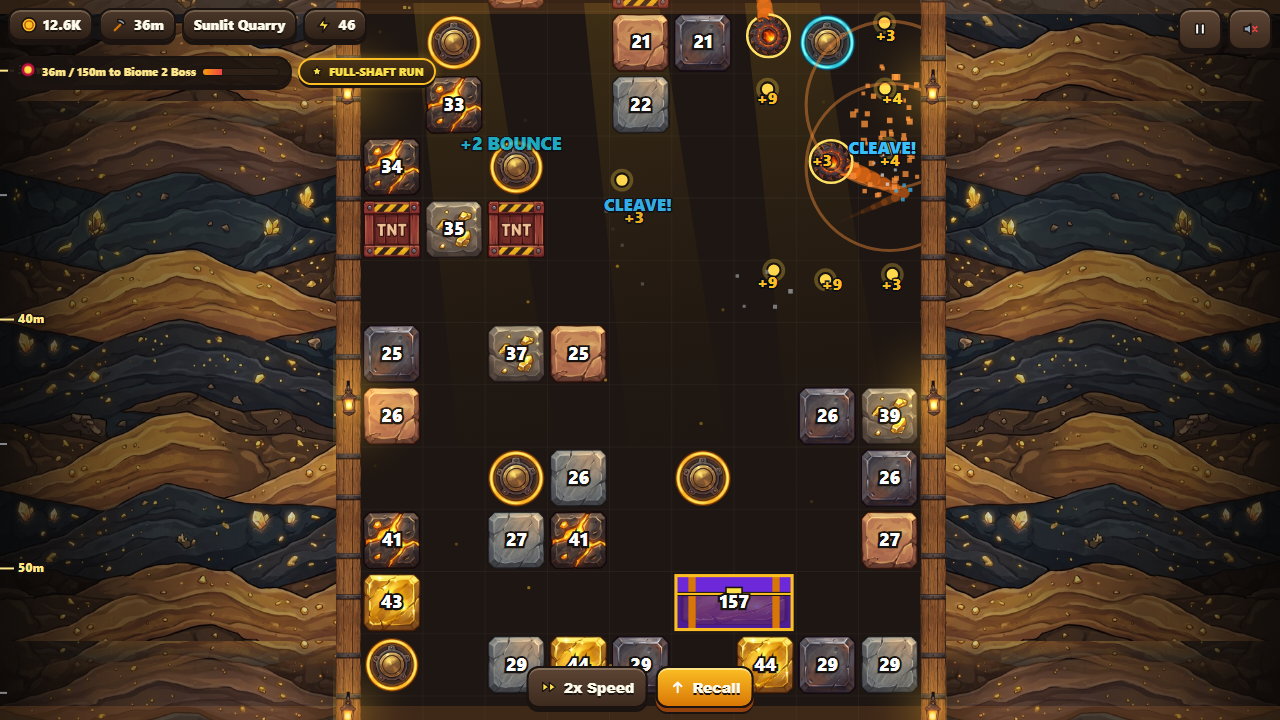 12.6K
36m
Sunlit Quarry
46
36m / 150m to Biome 2 Boss
FULL-SHAFT RUN
21
21
+3
33
22
+9
+4
+2 BOUNCE
34
CLEAVE!
+3
+4
CLEAVE!
+3
TNT
35
TNT
+9
+9
+3
40m
25
37
25
26
26
39
26
26
41
27
41
27
50m
43
157
29
44
29
44
29
29
2x Speed
Recall